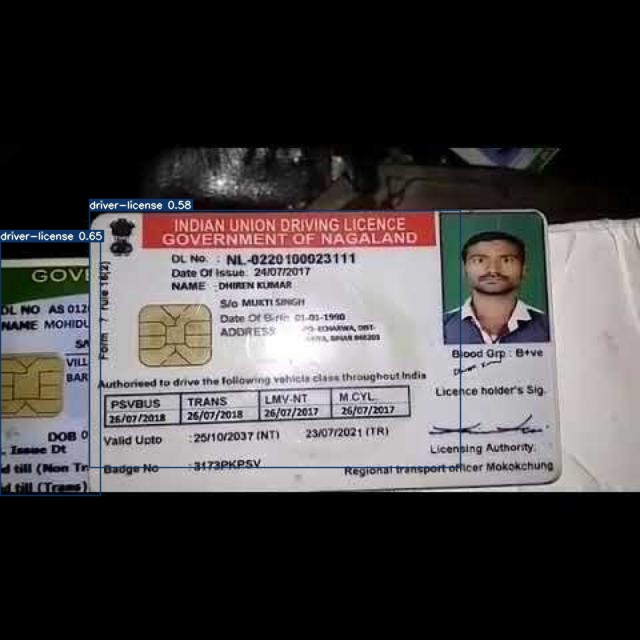 driver-license 0.58
driver-license 0.65
INDIAN UNION DRIVING LICENCE
GOVERNMENT OF NAGALAND
DL No. : NL-0220100023111
Date Of Issue: 24/07/2017
NAME : DHIREN KUMAR
S/o MUKTI SINGH
Date Of Birth 01-01-1990
ADDRESS
DIST-
BIHAR
Form 7 rule 16(2)
Blood Grp : B+ve
Licence holder's Sig.
Authorised to drive the following vehicle class throughout India
PSVBUS TRANS LMV-NT M.CYL.
26/07/2018 26/07/2018 26/07/2017 26/07/2017
Valid Upto :25/10/2037 (NT) 23/07/2021 (TR)
Licensing Authority.
Badge No :3173PKPSV
Regional transport officer Mokokchung
GOVE
DL NO AS 012
NAME MOHIDU
VILL
BAR
DOB 0
. Issue Dt
d till (Non Tr
d till (Trans)